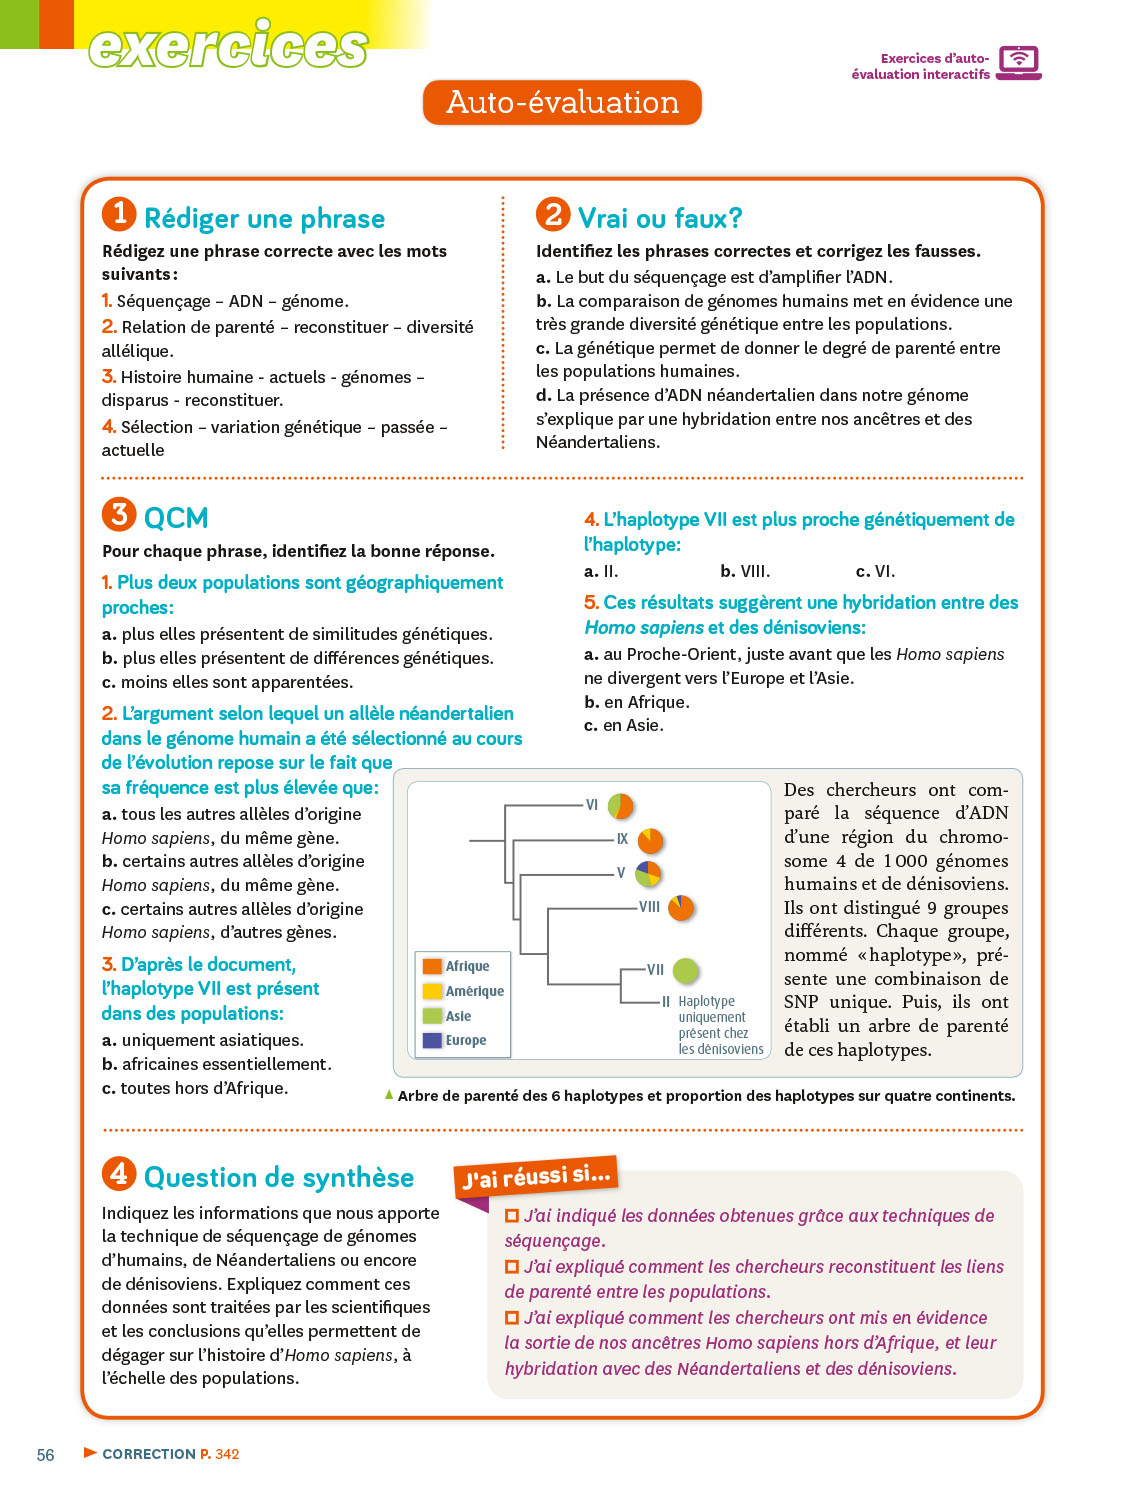 exercices
Exercices d'auto-
évaluation interactifs
Auto-évaluation
1 Rédiger une phrase
Rédigez une phrase correcte avec les mots
suivants :
1. Séquençage – ADN – génome.
2. Relation de parenté – reconstituer – diversité
allélique.
3. Histoire humaine - actuels - génomes –
disparus - reconstituer.
4. Sélection – variation génétique – passée –
actuelle
2 Vrai ou faux?
Identifiez les phrases correctes et corrigez les fausses.
a. Le but du séquençage est d'amplifier l'ADN.
b. La comparaison de génomes humains met en évidence une
très grande diversité génétique entre les populations.
c. La génétique permet de donner le degré de parenté entre
les populations humaines.
d. La présence d'ADN néandertalien dans notre génome
s'explique par une hybridation entre nos ancêtres et des
Néandertaliens.
3 QCM
Pour chaque phrase, identifiez la bonne réponse.
1. Plus deux populations sont géographiquement
proches :
a. plus elles présentent de similitudes génétiques.
b. plus elles présentent de différences génétiques.
c. moins elles sont apparentées.
2. L'argument selon lequel un allèle néandertalien
dans le génome humain a été sélectionné au cours
de l'évolution repose sur le fait que
sa fréquence est plus élevée que :
a. tous les autres allèles d'origine
Homo sapiens, du même gène.
b. certains autres allèles d'origine
Homo sapiens, du même gène.
c. certains autres allèles d'origine
Homo sapiens, d'autres gènes.
3. D'après le document,
l'haplotype VII est présent
dans des populations :
a. uniquement asiatiques.
b. africaines essentiellement.
c. toutes hors d'Afrique.
4. L'haplotype VII est plus proche génétiquement de
l'haplotype :
a. II. b. VIII. c. VI.
5. Ces résultats suggèrent une hybridation entre des
Homo sapiens et des dénisoviens :
a. au Proche-Orient, juste avant que les Homo sapiens
ne divergent vers l'Europe et l'Asie.
b. en Afrique.
c. en Asie.
VI
IX
V
VIII
VII
II
Haplotype
uniquement
présent chez
les dénisoviens
Afrique
Amérique
Asie
Europe
Des chercheurs ont com-
paré la séquence d'ADN
d'une région du chromo-
some 4 de 1 000 génomes
humains et de dénisoviens.
Ils ont distingué 9 groupes
différents. Chaque groupe,
nommé « haplotype », pré-
sente une combinaison de
SNP unique. Puis, ils ont
établi un arbre de parenté
de ces haplotypes.
Arbre de parenté des 6 haplotypes et proportion des haplotypes sur quatre continents.
4 Question de synthèse
Indiquez les informations que nous apporte
la technique de séquençage de génomes
d'humains, de Néandertaliens ou encore
de dénisoviens. Expliquez comment ces
données sont traitées par les scientifiques
et les conclusions qu'elles permettent de
dégager sur l'histoire d'Homo sapiens, à
l'échelle des populations.
J'ai réussi si...
J'ai indiqué les données obtenues grâce aux techniques de
séquençage.
J'ai expliqué comment les chercheurs reconstituent les liens
de parenté entre les populations.
J'ai expliqué comment les chercheurs ont mis en évidence
la sortie de nos ancêtres Homo sapiens hors d'Afrique, et leur
hybridation avec des Néandertaliens et des dénisoviens.
56
CORRECTION P. 342